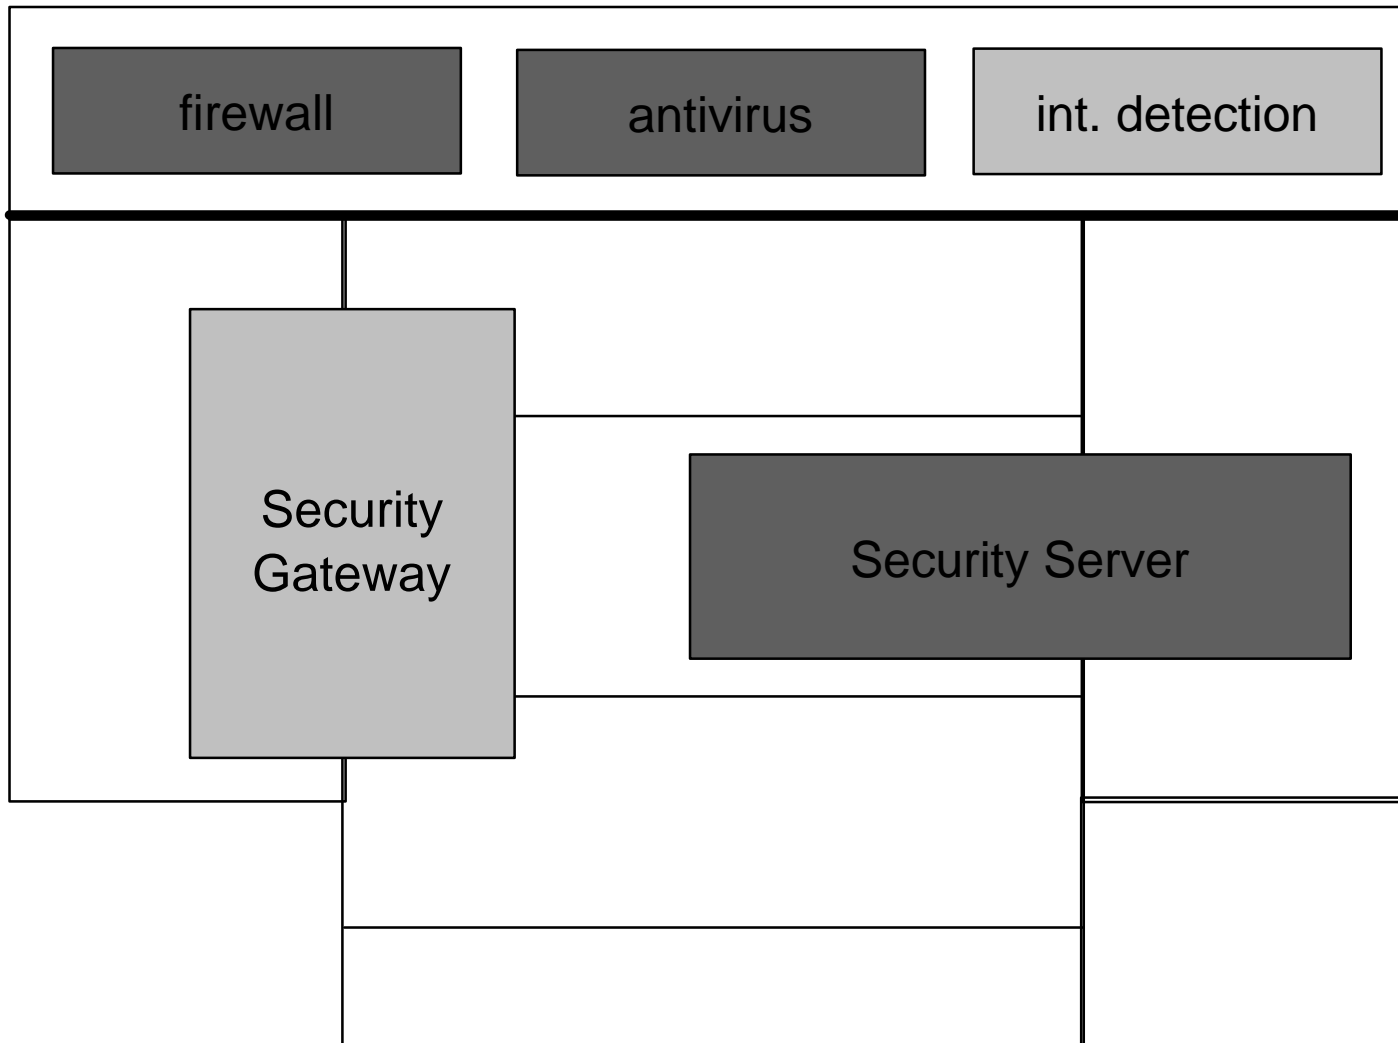 firewall
antivirus
int. detection
Security
Gateway
Security Server